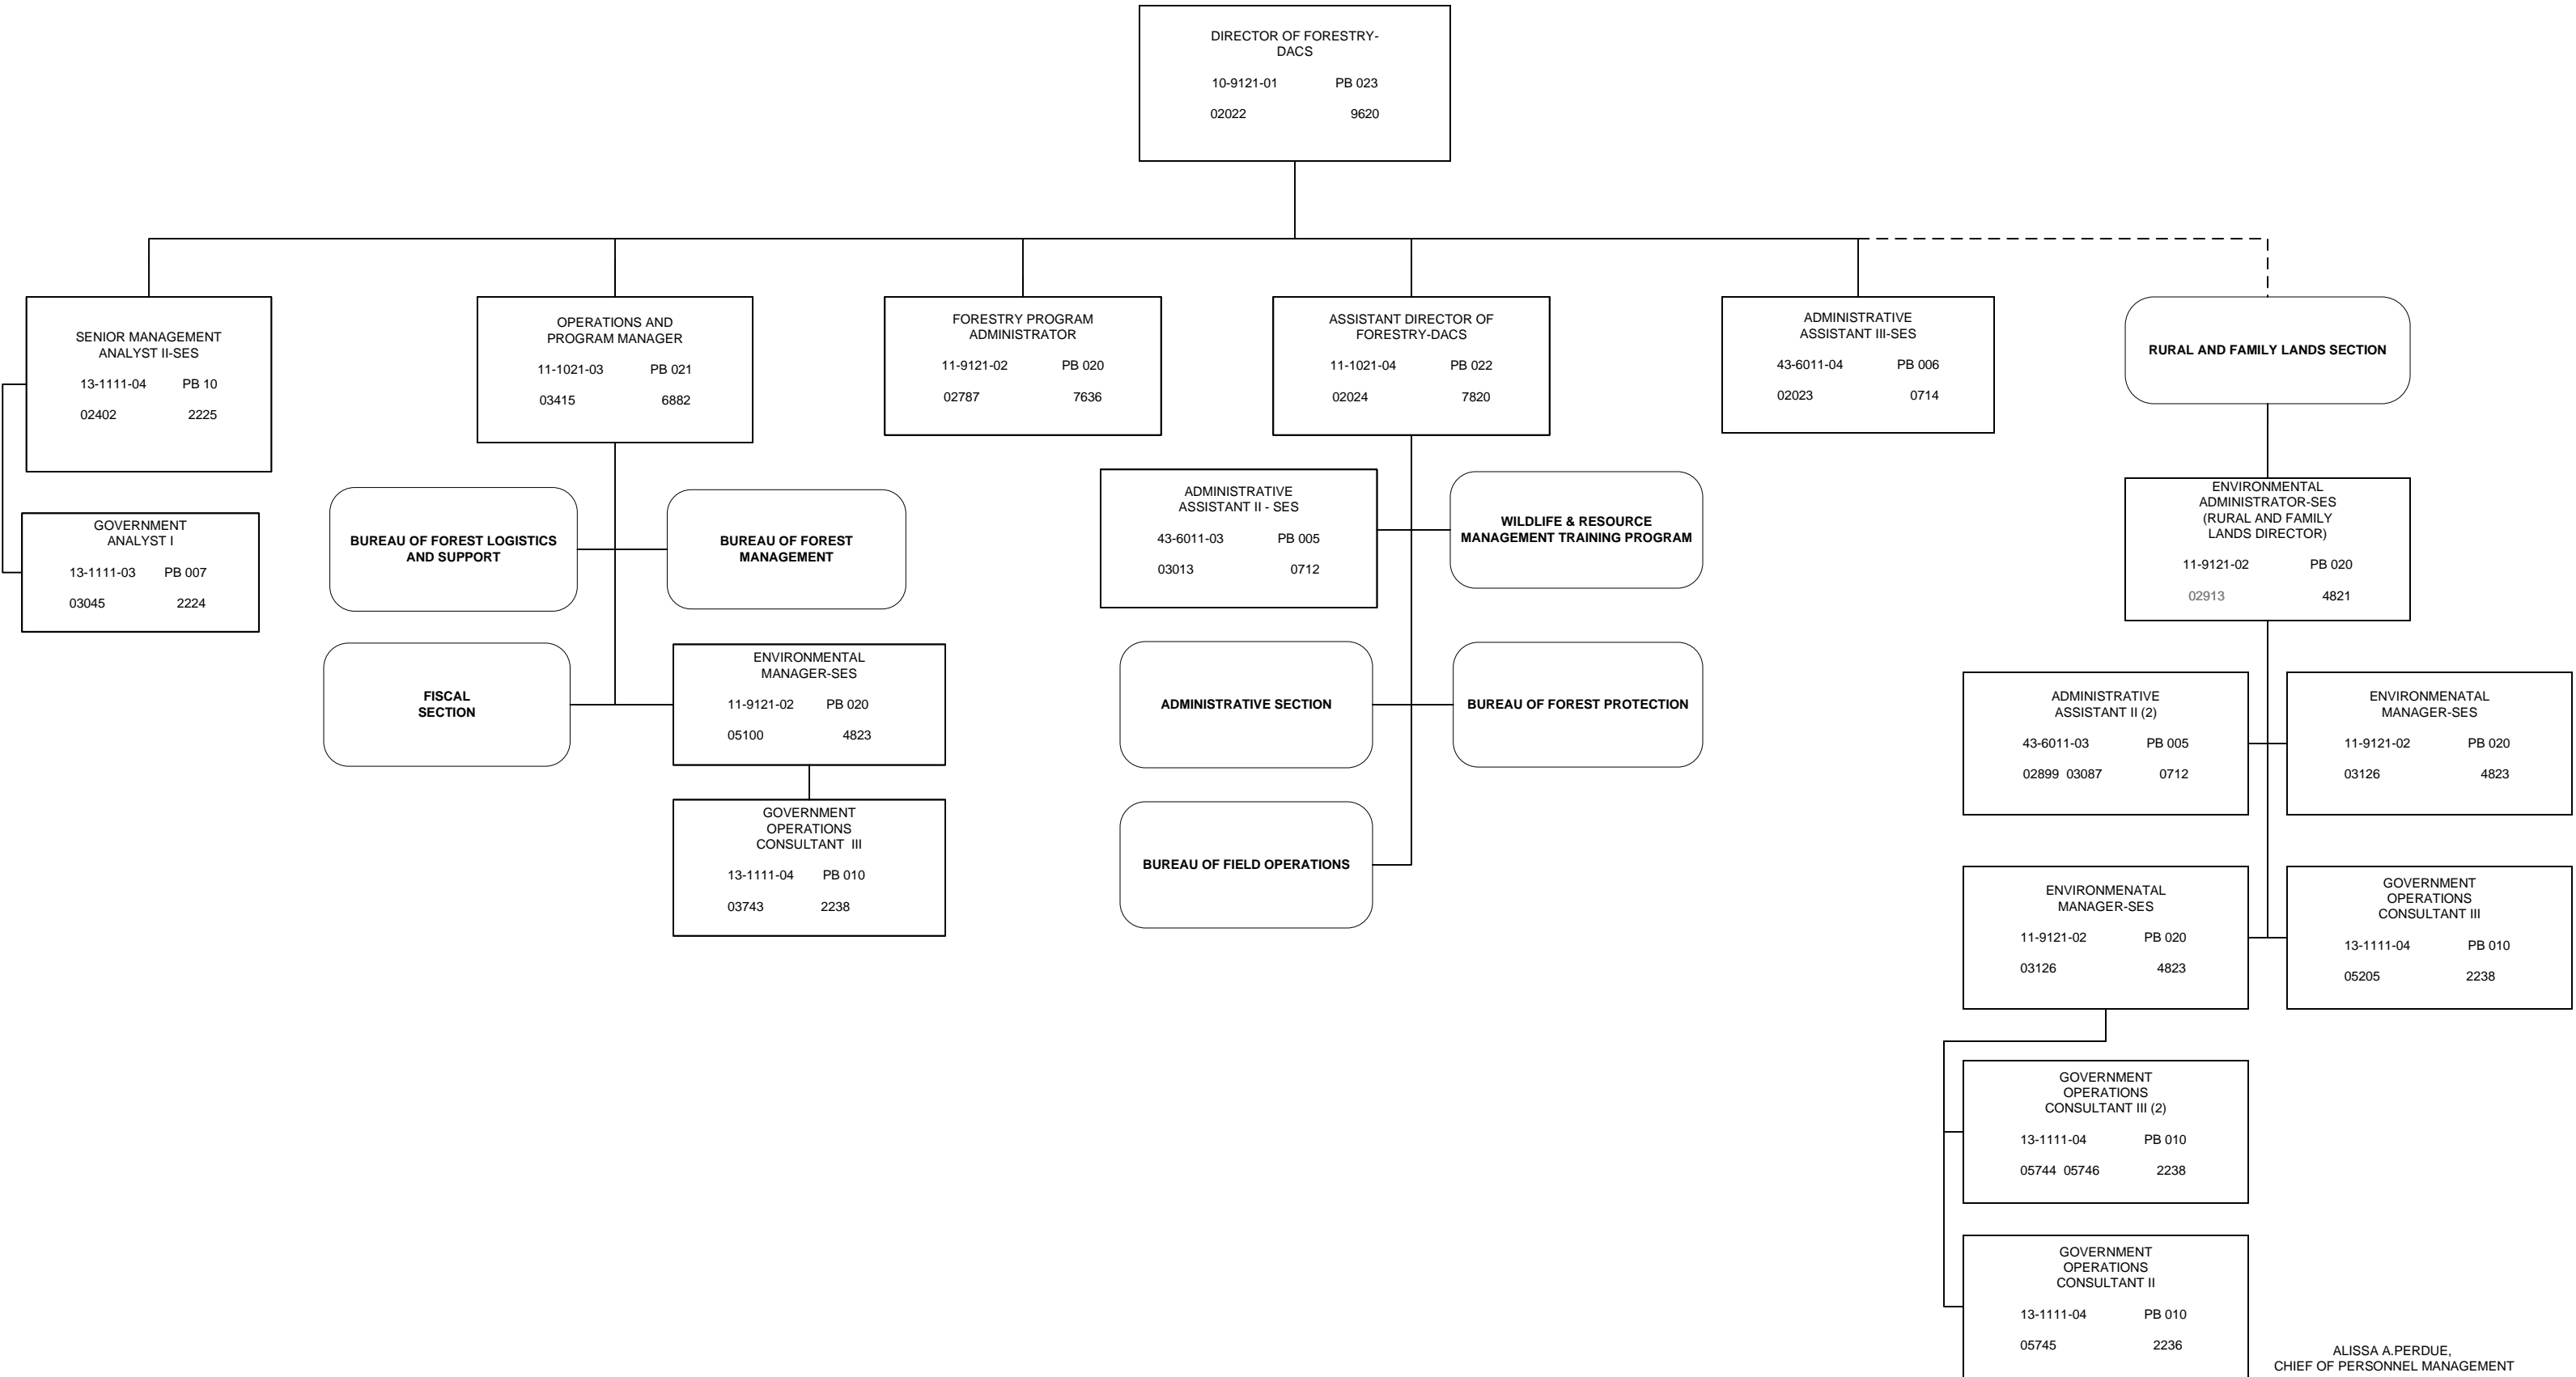 DIRECTOR OF FORESTRY-
DACS
10-9121-01 PB 023
02022 9620
SENIOR MANAGEMENT
ANALYST II-SES
13-1111-04 PB 10
02402 2225
GOVERNMENT
ANALYST I
13-1111-03 PB 007
03045 2224
OPERATIONS AND
PROGRAM MANAGER
11-1021-03 PB 021
03415 6882
BUREAU OF FOREST LOGISTICS
AND SUPPORT
BUREAU OF FOREST
MANAGEMENT
FISCAL
SECTION
ENVIRONMENTAL
MANAGER-SES
11-9121-02 PB 020
05100 4823
GOVERNMENT
OPERATIONS
CONSULTANT III
13-1111-04 PB 010
03743 2238
FORESTRY PROGRAM
ADMINISTRATOR
11-9121-02 PB 020
02787 7636
ASSISTANT DIRECTOR OF
FORESTRY-DACS
11-1021-04 PB 022
02024 7820
ADMINISTRATIVE
ASSISTANT II - SES
43-6011-03 PB 005
03013 0712
WILDLIFE & RESOURCE
MANAGEMENT TRAINING PROGRAM
ADMINISTRATIVE SECTION
BUREAU OF FOREST PROTECTION
BUREAU OF FIELD OPERATIONS
ADMINISTRATIVE
ASSISTANT III-SES
43-6011-04 PB 006
02023 0714
RURAL AND FAMILY LANDS SECTION
ENVIRONMENTAL
ADMINISTRATOR-SES
(RURAL AND FAMILY
LANDS DIRECTOR)
11-9121-02 PB 020
02913 4821
ADMINISTRATIVE
ASSISTANT II (2)
43-6011-03 PB 005
02899 03087 0712
ENVIRONMENATAL
MANAGER-SES
11-9121-02 PB 020
03126 4823
ENVIRONMENATAL
MANAGER-SES
11-9121-02 PB 020
03126 4823
GOVERNMENT
OPERATIONS
CONSULTANT III
13-1111-04 PB 010
05205 2238
GOVERNMENT
OPERATIONS
CONSULTANT III (2)
13-1111-04 PB 010
05744 05746 2238
GOVERNMENT
OPERATIONS
CONSULTANT II
13-1111-04 PB 010
05745 2236
ALISSA A.PERDUE,
CHIEF OF PERSONNEL MANAGEMENT